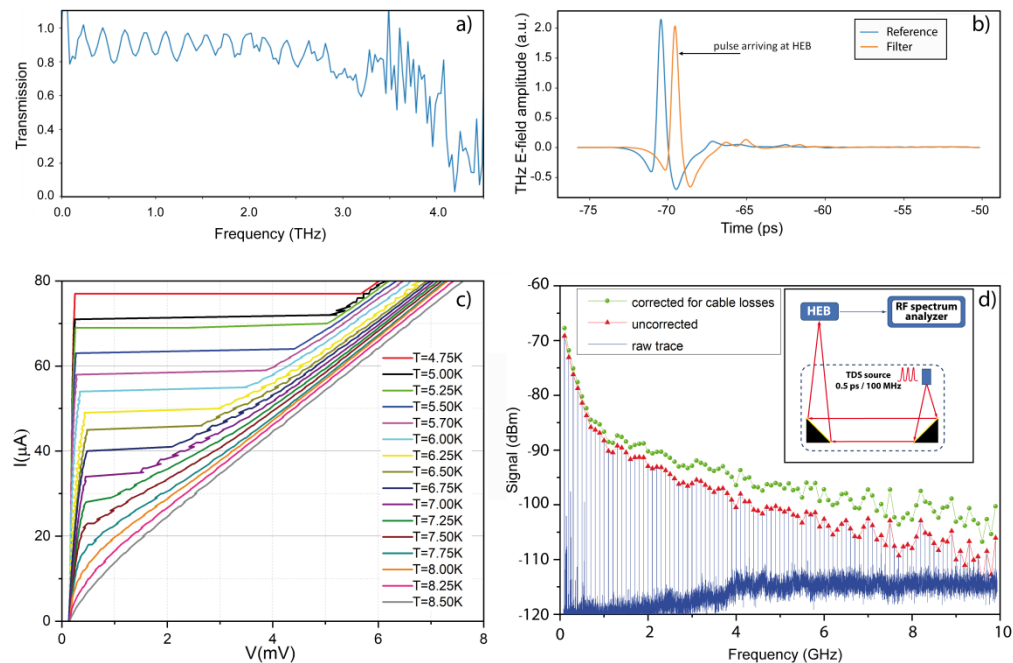 a)
Transmission
1.0
0.8
0.6
0.4
0.2
0.0
0.0
1.0
2.0
3.0
4.0
Frequency (THz)
b)
THz E-field amplitude (a.u.)
2.0
1.5
1.0
0.5
0.0
-0.5
Reference
Filter
pulse arriving at HEB
-75
-70
-65
-60
-55
-50
Time (ps)
c)
I(μA)
80
60
40
20
0
T=4.75K
T=5.00K
T=5.25K
T=5.50K
T=5.70K
T=6.00K
T=6.25K
T=6.50K
T=6.75K
T=7.00K
T=7.25K
T=7.50K
T=7.75K
T=8.00K
T=8.25K
T=8.50K
0
2
4
6
8
V(mV)
d)
Signal (dBm)
-60
-70
-80
-90
-100
-110
-120
corrected for cable losses
uncorrected
raw trace
HEB
RF spectrum
analyzer
TDS source
0.5 ps / 100 MHz
0
2
4
6
8
10
Frequency (GHz)